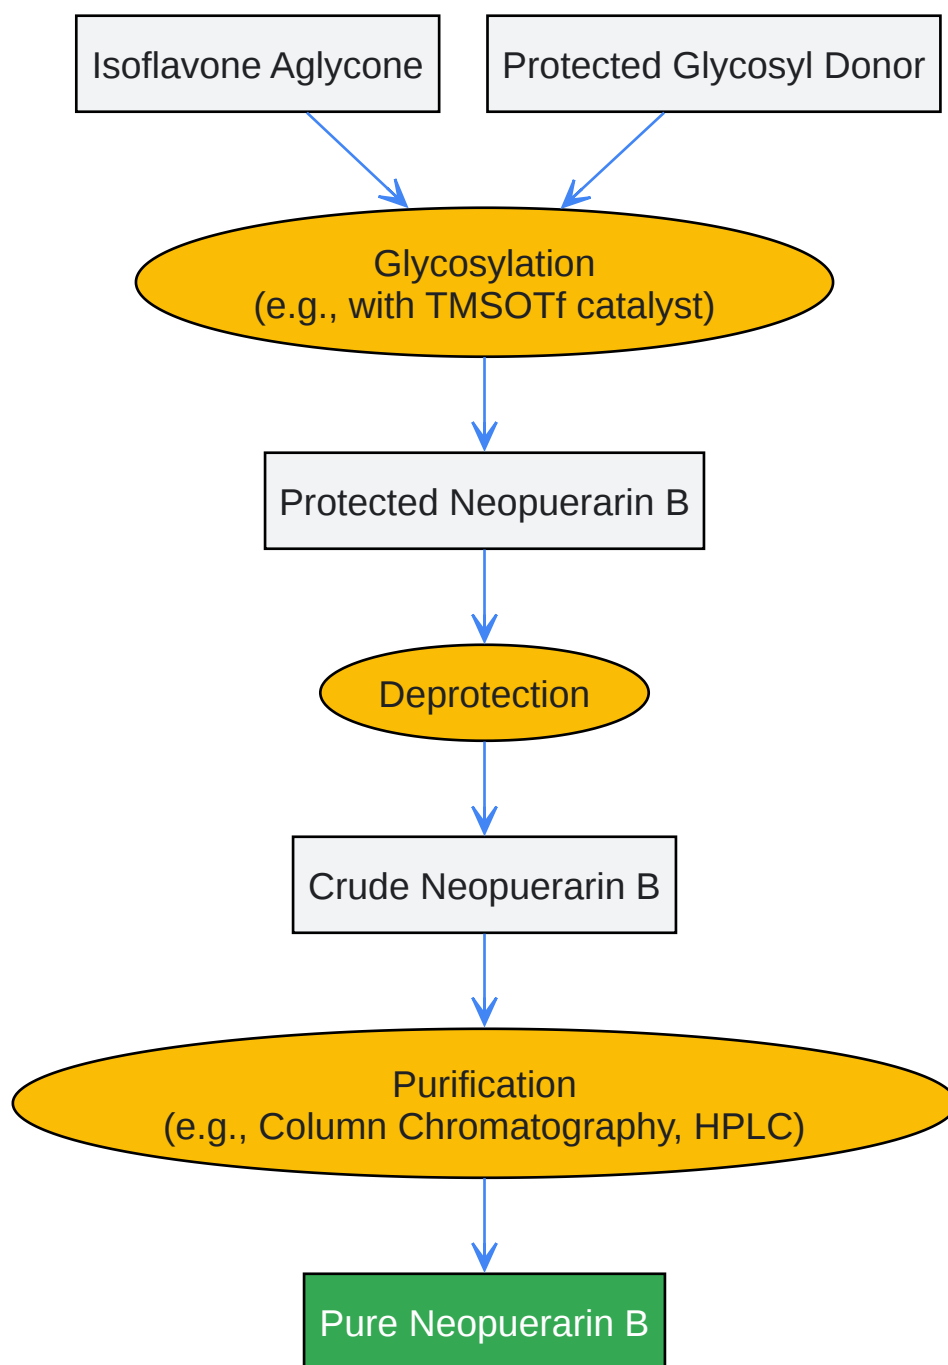 Isoflavone Aglycone
Protected Glycosyl Donor
Glycosylation
(e.g., with TMSOTf catalyst)
Protected Neopuerarin B
Deprotection
Crude Neopuerarin B
Purification
(e.g., Column Chromatography, HPLC)
Pure Neopuerarin B